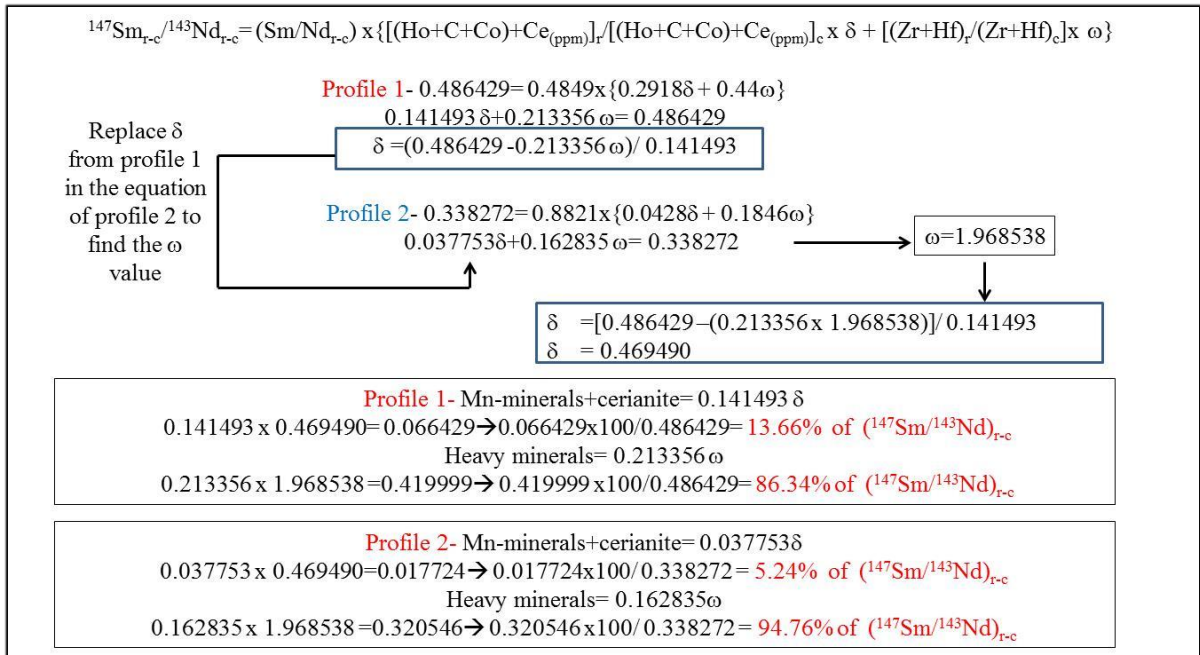 ¹⁴⁷Smr-c/¹⁴³Ndr-c= (Sm/Ndr-c) x{[(Ho+C+Co)+Ce(ppm)]r/[(Ho+C+Co)+Ce(ppm)]c x δ + [(Zr+Hf)r/(Zr+Hf)c]x ω}
Profile 1- 0.486429= 0.4849x{0.2918δ + 0.44ω}
0.141493δ+0.213356 ω= 0.486429
δ =(0.486429 -0.213356 ω)/ 0.141493
Replace δ
from profile 1
in the equation
of profile 2 to
find the ω
value
Profile 2- 0.338272= 0.8821x{0.0428δ + 0.1846ω}
0.037753δ+0.162835 ω= 0.338272
ω=1.968538
δ =[0.486429–(0.213356 x 1.968538)]/ 0.141493
δ = 0.469490
Profile 1- Mn-minerals+cerianite= 0.141493 δ
0.141493 x 0.469490= 0.066429→0.066429x100/0.486429= 13.66% of (¹⁴⁷Sm/¹⁴³Nd)r-c
Heavy minerals= 0.213356 ω
0.213356 x 1.968538 =0.419999→ 0.419999 x100/0.486429= 86.34% of (¹⁴⁷Sm/¹⁴³Nd)r-c
Profile 2- Mn-minerals+cerianite= 0.037753δ
0.037753 x 0.469490=0.017724→ 0.017724x100/ 0.338272= 5.24% of (¹⁴⁷Sm/¹⁴³Nd)r-c
Heavy minerals= 0.162835ω
0.162835 x 1.968538 =0.320546→ 0.320546x100/ 0.338272= 94.76% of (¹⁴⁷Sm/¹⁴³Nd)r-c